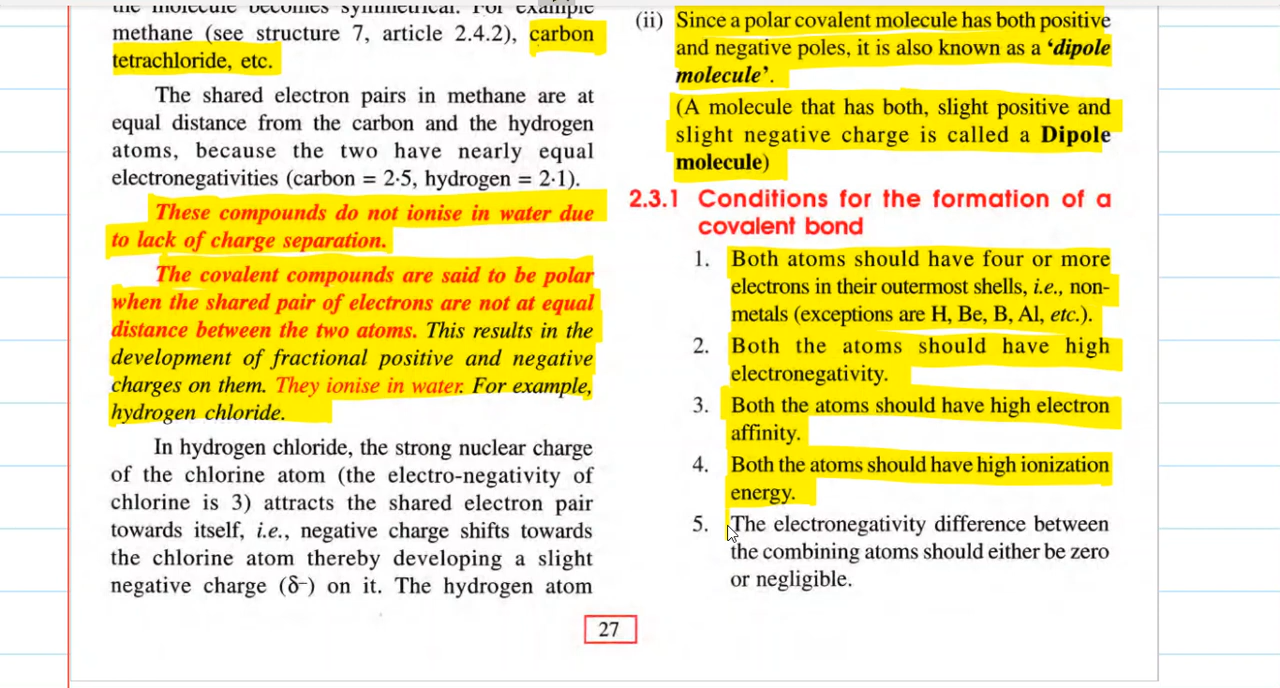 the molecule becomes symmetrical. For example
methane (see structure 7, article 2.4.2), carbon
tetrachloride, etc.
The shared electron pairs in methane are at
equal distance from the carbon and the hydrogen
atoms, because the two have nearly equal
electronegativities (carbon = 2·5, hydrogen = 2·1).
These compounds do not ionise in water due
to lack of charge separation.
The covalent compounds are said to be polar
when the shared pair of electrons are not at equal
distance between the two atoms. This results in the
development of fractional positive and negative
charges on them. They ionise in water. For example,
hydrogen chloride.
In hydrogen chloride, the strong nuclear charge
of the chlorine atom (the electro-negativity of
chlorine is 3) attracts the shared electron pair
towards itself, i.e., negative charge shifts towards
the chlorine atom thereby developing a slight
negative charge (δ–) on it. The hydrogen atom
(ii) Since a polar covalent molecule has both positive
and negative poles, it is also known as a ‘dipole
molecule’.
(A molecule that has both, slight positive and
slight negative charge is called a Dipole
molecule)
2.3.1 Conditions for the formation of a
covalent bond
1. Both atoms should have four or more
electrons in their outermost shells, i.e., non-
metals (exceptions are H, Be, B, Al, etc.).
2. Both the atoms should have high
electronegativity.
3. Both the atoms should have high electron
affinity.
4. Both the atoms should have high ionization
energy.
5. The electronegativity difference between
the combining atoms should either be zero
or negligible.
27